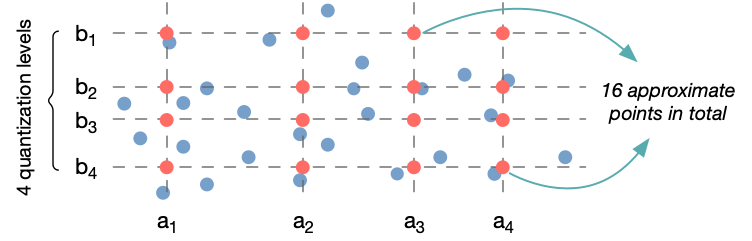 4 quantization levels
b1
b2
b3
b4
a1
a2
a3
a4
16 approximate
points in total